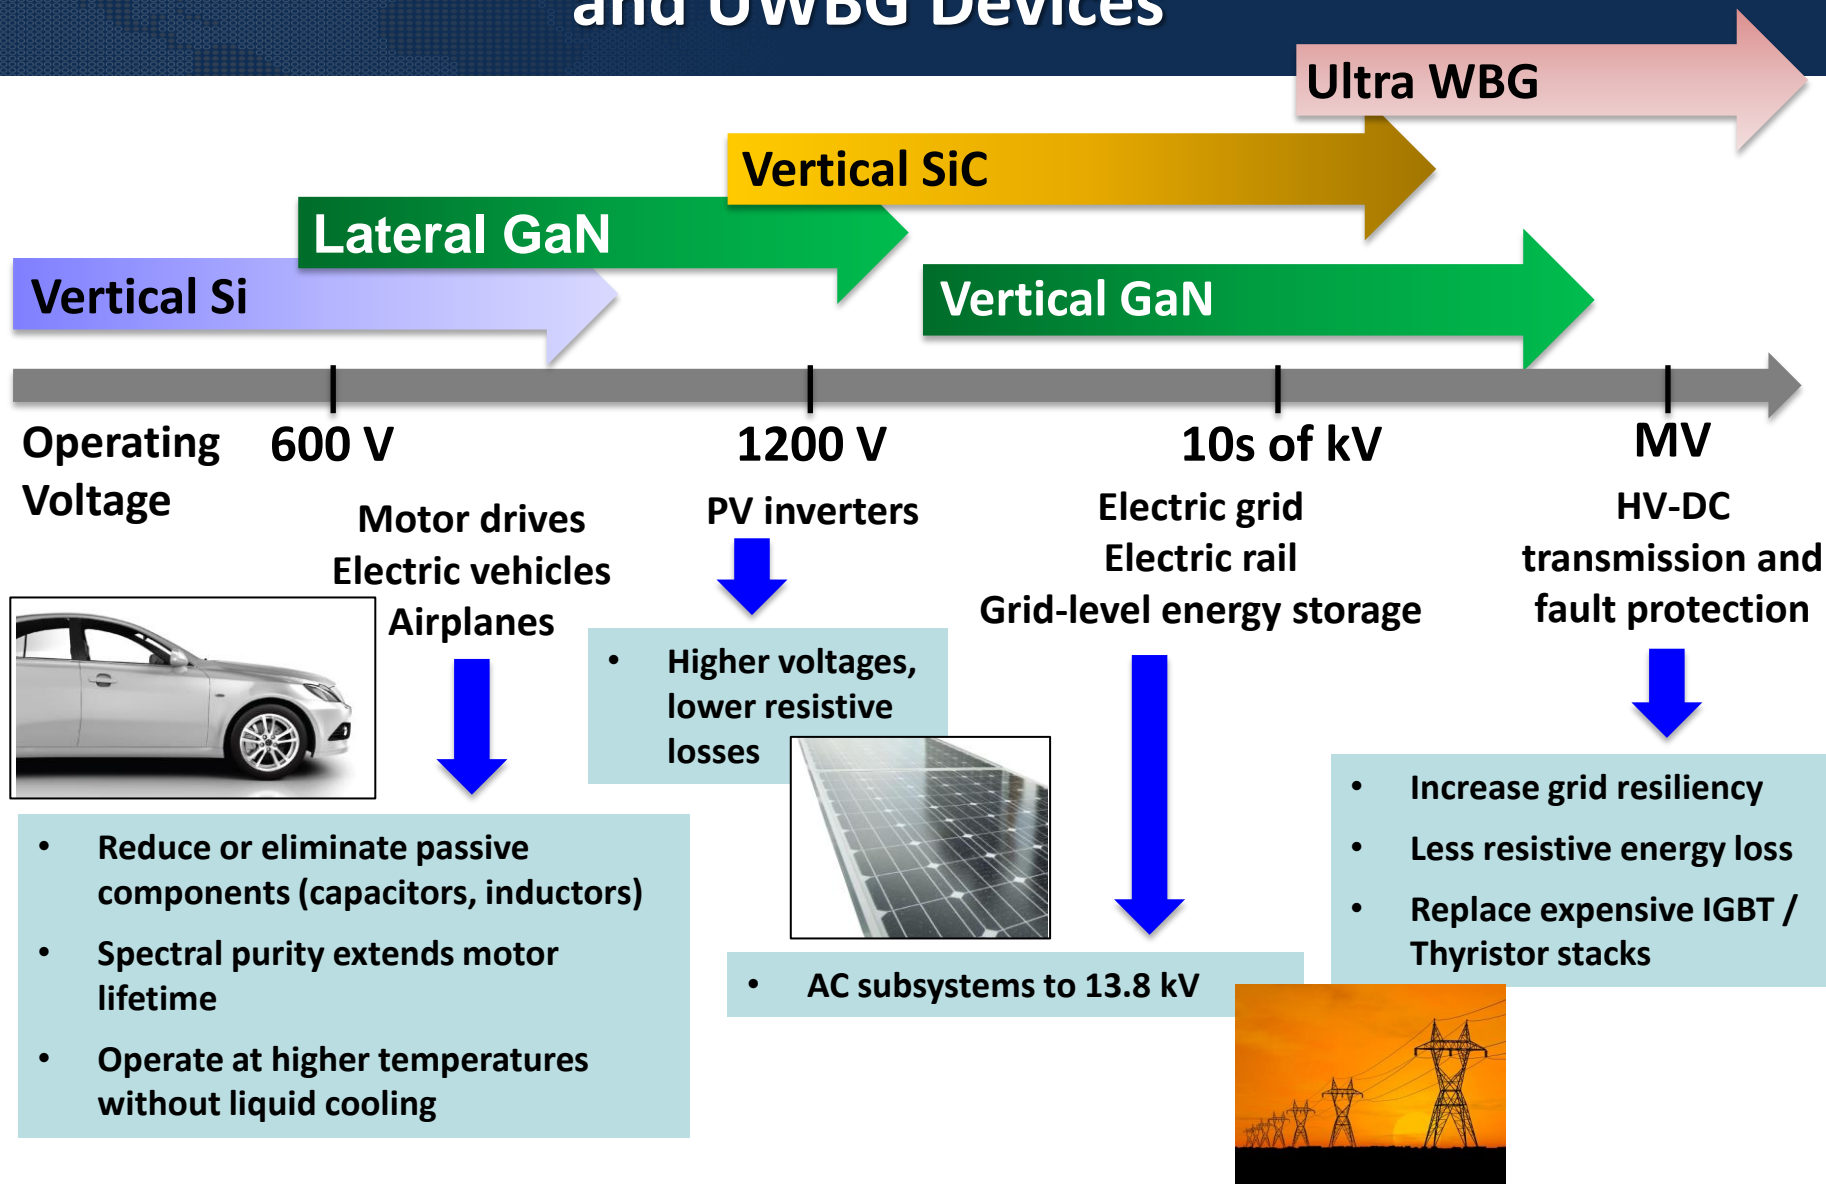 and UWBG Devices
Ultra WBG
Vertical SiC
Lateral GaN
Vertical Si
Vertical GaN
Operating
Voltage
600 V
1200 V
10s of kV
MV
Motor drives
Electric vehicles
Airplanes
PV inverters
Electric grid
Electric rail
Grid-level energy storage
HV-DC
transmission and
fault protection
• Higher voltages,
lower resistive
losses
• Reduce or eliminate passive
components (capacitors, inductors)
• Spectral purity extends motor
lifetime
• Operate at higher temperatures
without liquid cooling
• AC subsystems to 13.8 kV
• Increase grid resiliency
• Less resistive energy loss
• Replace expensive IGBT /
Thyristor stacks